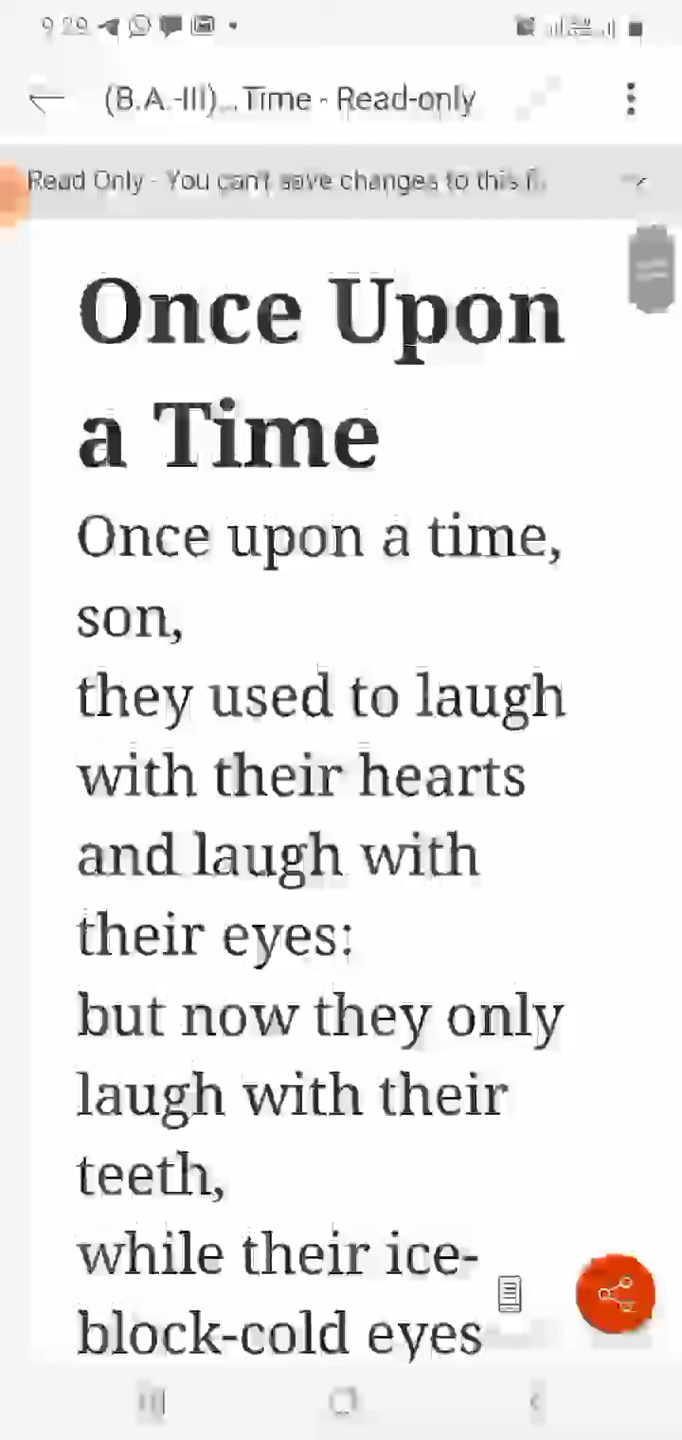 9:29
(B.A.-III)...Time - Read-only
Read Only - You can't save changes to this fi...
Once Upon
a Time
Once upon a time,
son,
they used to laugh
with their hearts
and laugh with
their eyes:
but now they only
laugh with their
teeth,
while their ice-
block-cold eyes